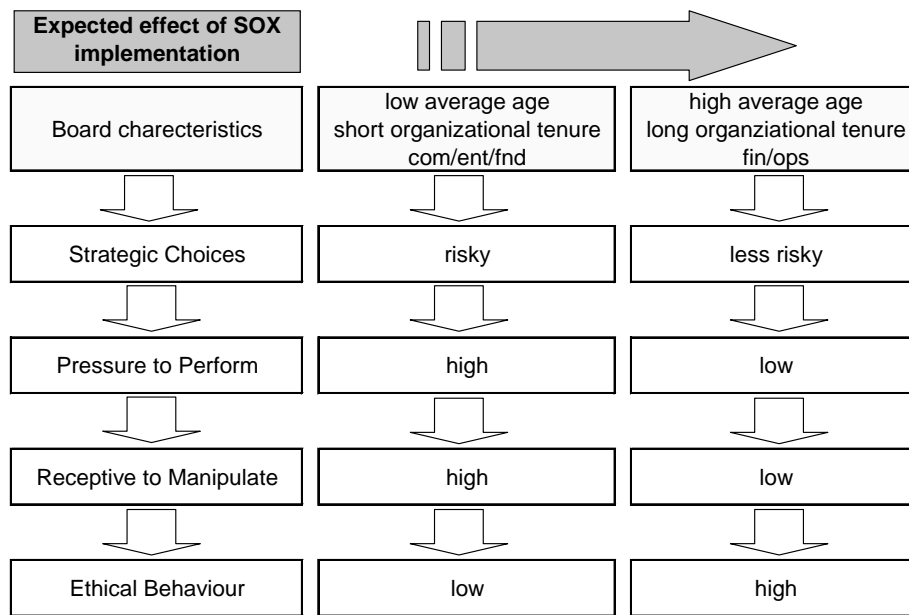 Expected effect of SOX
implementation
Board charecteristics
low average age
short organizational tenure
com/ent/fnd
high average age
long organziational tenure
fin/ops
Strategic Choices
risky
less risky
Pressure to Perform
high
low
Receptive to Manipulate
high
low
Ethical Behaviour
low
high